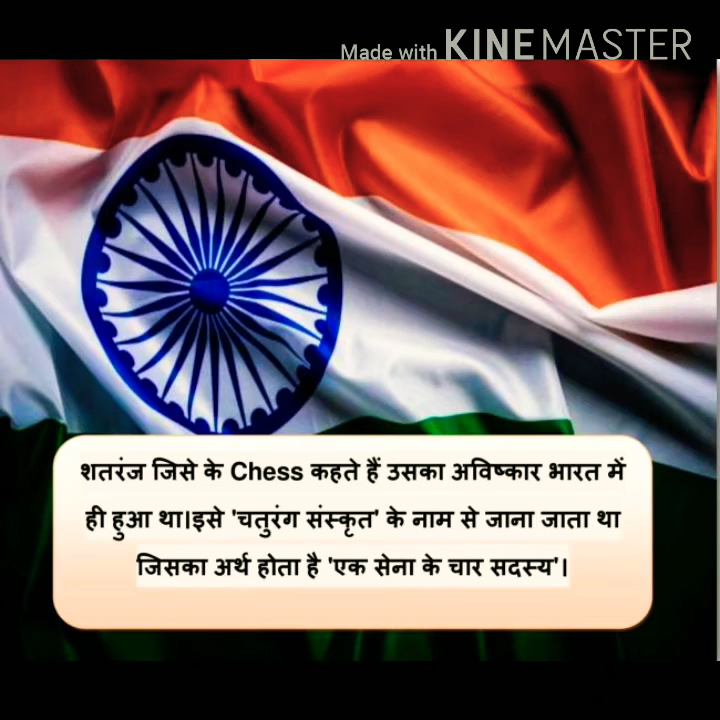 Made with KINEMASTER
शतरंज जिसे के Chess कहते हैं उसका अविष्कार भारत में
ही हुआ था।इसे 'चतुरंग संस्कृत' के नाम से जाना जाता था
जिसका अर्थ होता है 'एक सेना के चार सदस्य'।